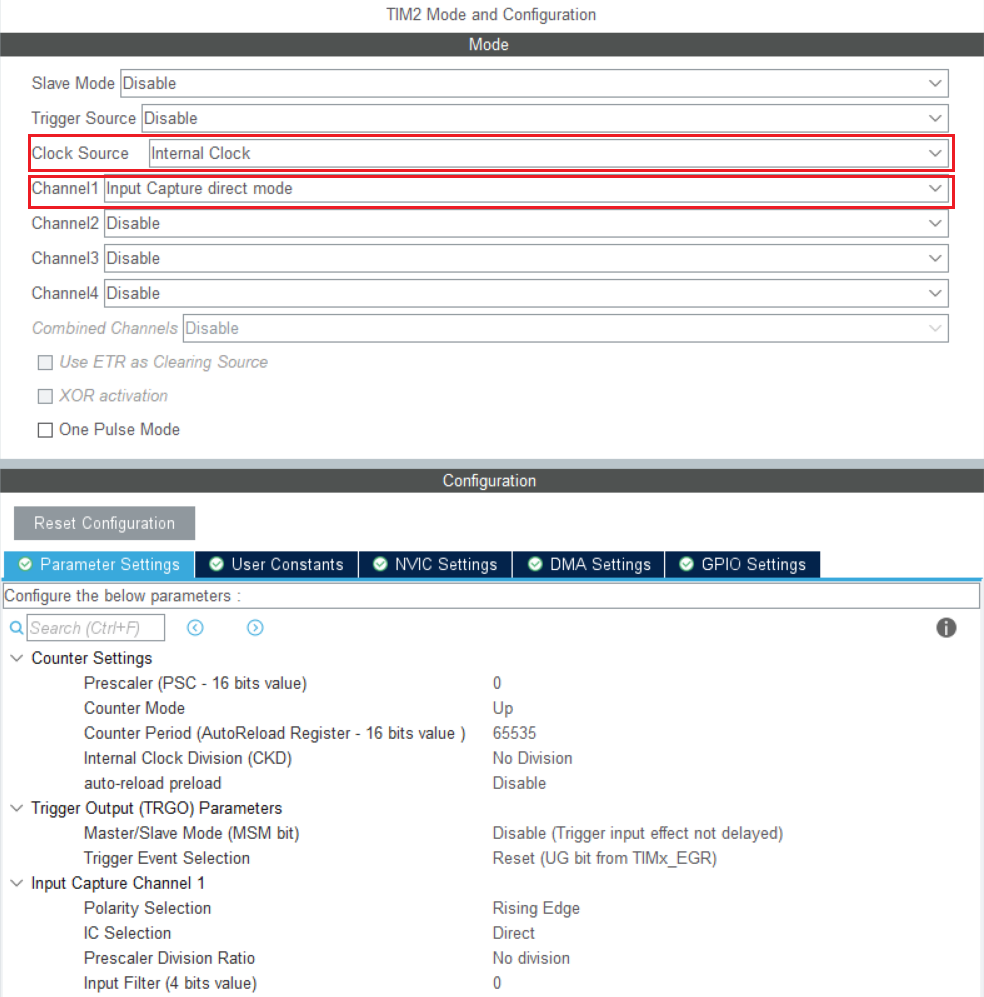 TIM2 Mode and Configuration
Mode
Slave Mode Disable
Trigger Source Disable
Clock Source Internal Clock
Channel1 Input Capture direct mode
Channel2 Disable
Channel3 Disable
Channel4 Disable
Combined Channels Disable
Use ETR as Clearing Source
XOR activation
One Pulse Mode
Configuration
Reset Configuration
Parameter Settings User Constants NVIC Settings DMA Settings GPIO Settings
Configure the below parameters :
Search (Ctrl+F)
Counter Settings
Prescaler (PSC - 16 bits value) 0
Counter Mode Up
Counter Period (AutoReload Register - 16 bits value ) 65535
Internal Clock Division (CKD) No Division
auto-reload preload Disable
Trigger Output (TRGO) Parameters
Master/Slave Mode (MSM bit) Disable (Trigger input effect not delayed)
Trigger Event Selection Reset (UG bit from TIMx_EGR)
Input Capture Channel 1
Polarity Selection Rising Edge
IC Selection Direct
Prescaler Division Ratio No division
Input Filter (4 bits value) 0